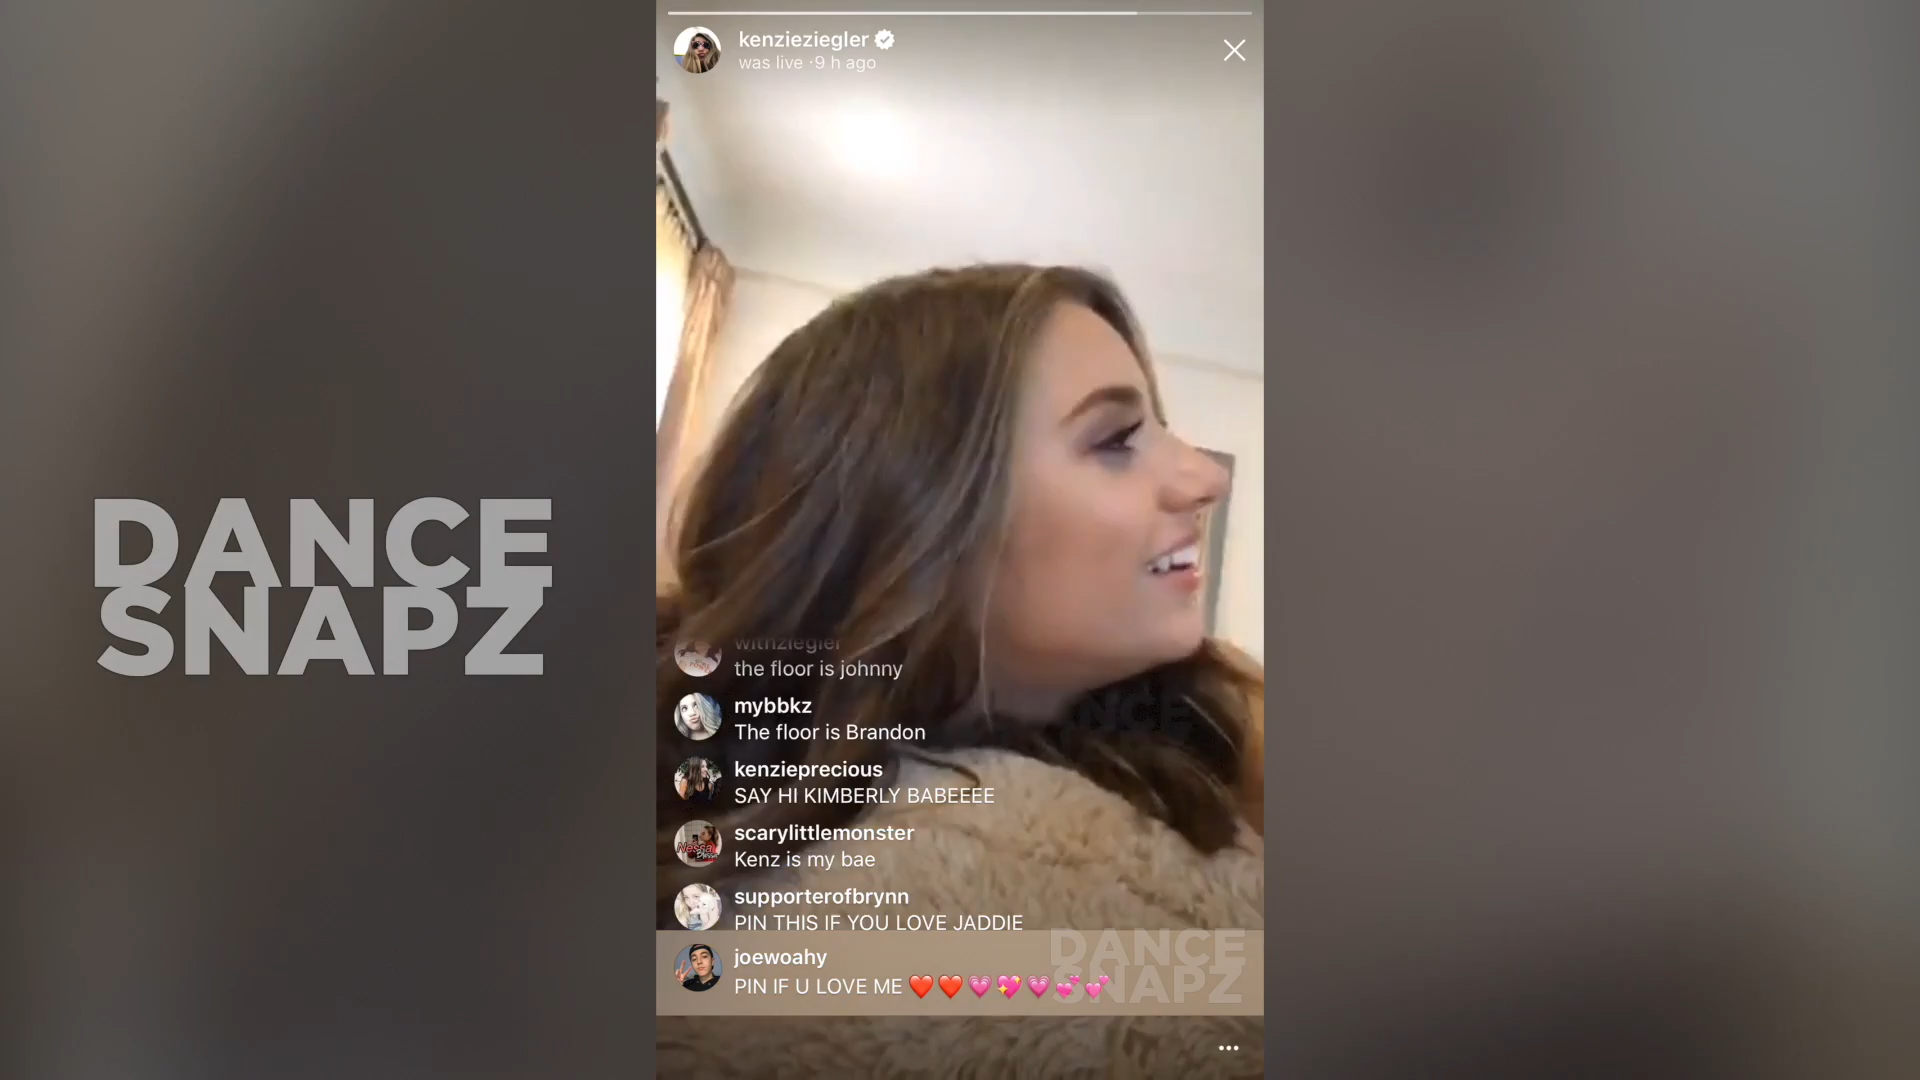 kenzieziegler
was live · 9 h ago
DANCE
SNAPZ
withziegler
the floor is johnny
mybbkz
The floor is Brandon
kenzieprecious
SAY HI KIMBERLY BABEEEE
scarylittlemonster
Kenz is my bae
supporterofbrynn
PIN THIS IF YOU LOVE JADDIE
joewoahy
PIN IF U LOVE ME ❤️❤️💗💖💗💕💕
DANCE
SNAPZ